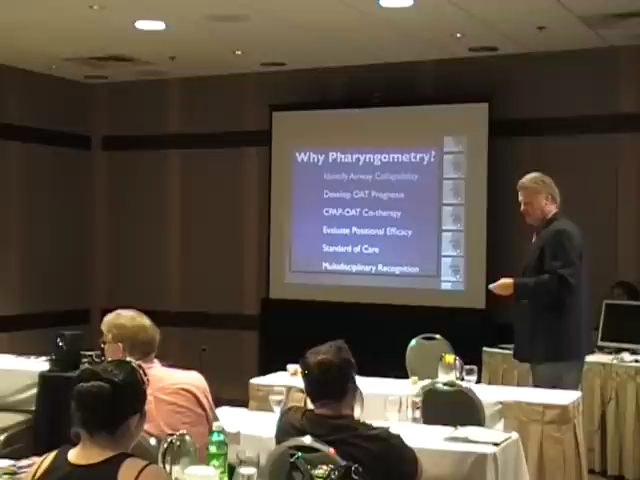 Why Pharyngometry?
Identify Airway Collapsibility
Develop OAT Prognosis
CPAP-OAT Co-therapy
Evaluate Positional Efficacy
Standard of Care
Multidisciplinary Recognition